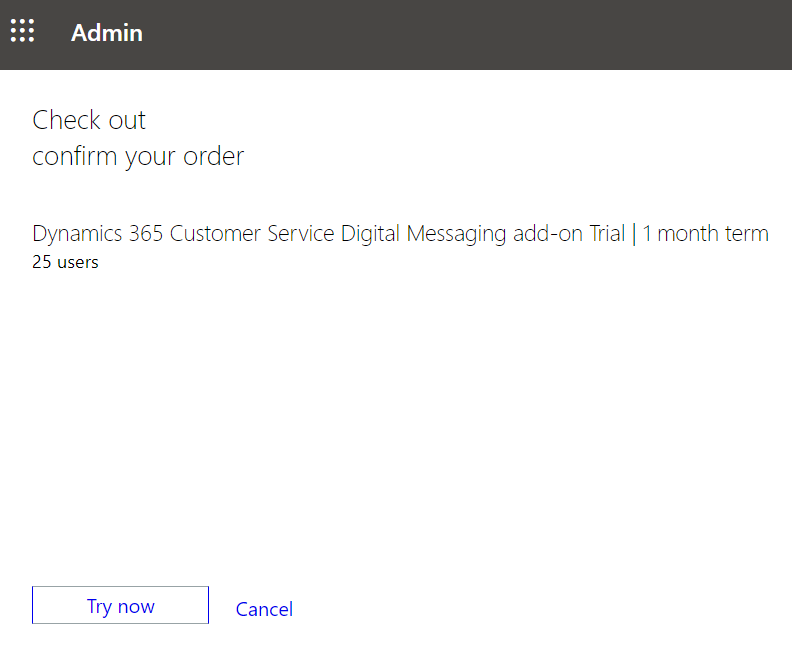 Admin
Check out
confirm your order
Dynamics 365 Customer Service Digital Messaging add-on Trial | 1 month term
25 users
Try now
Cancel